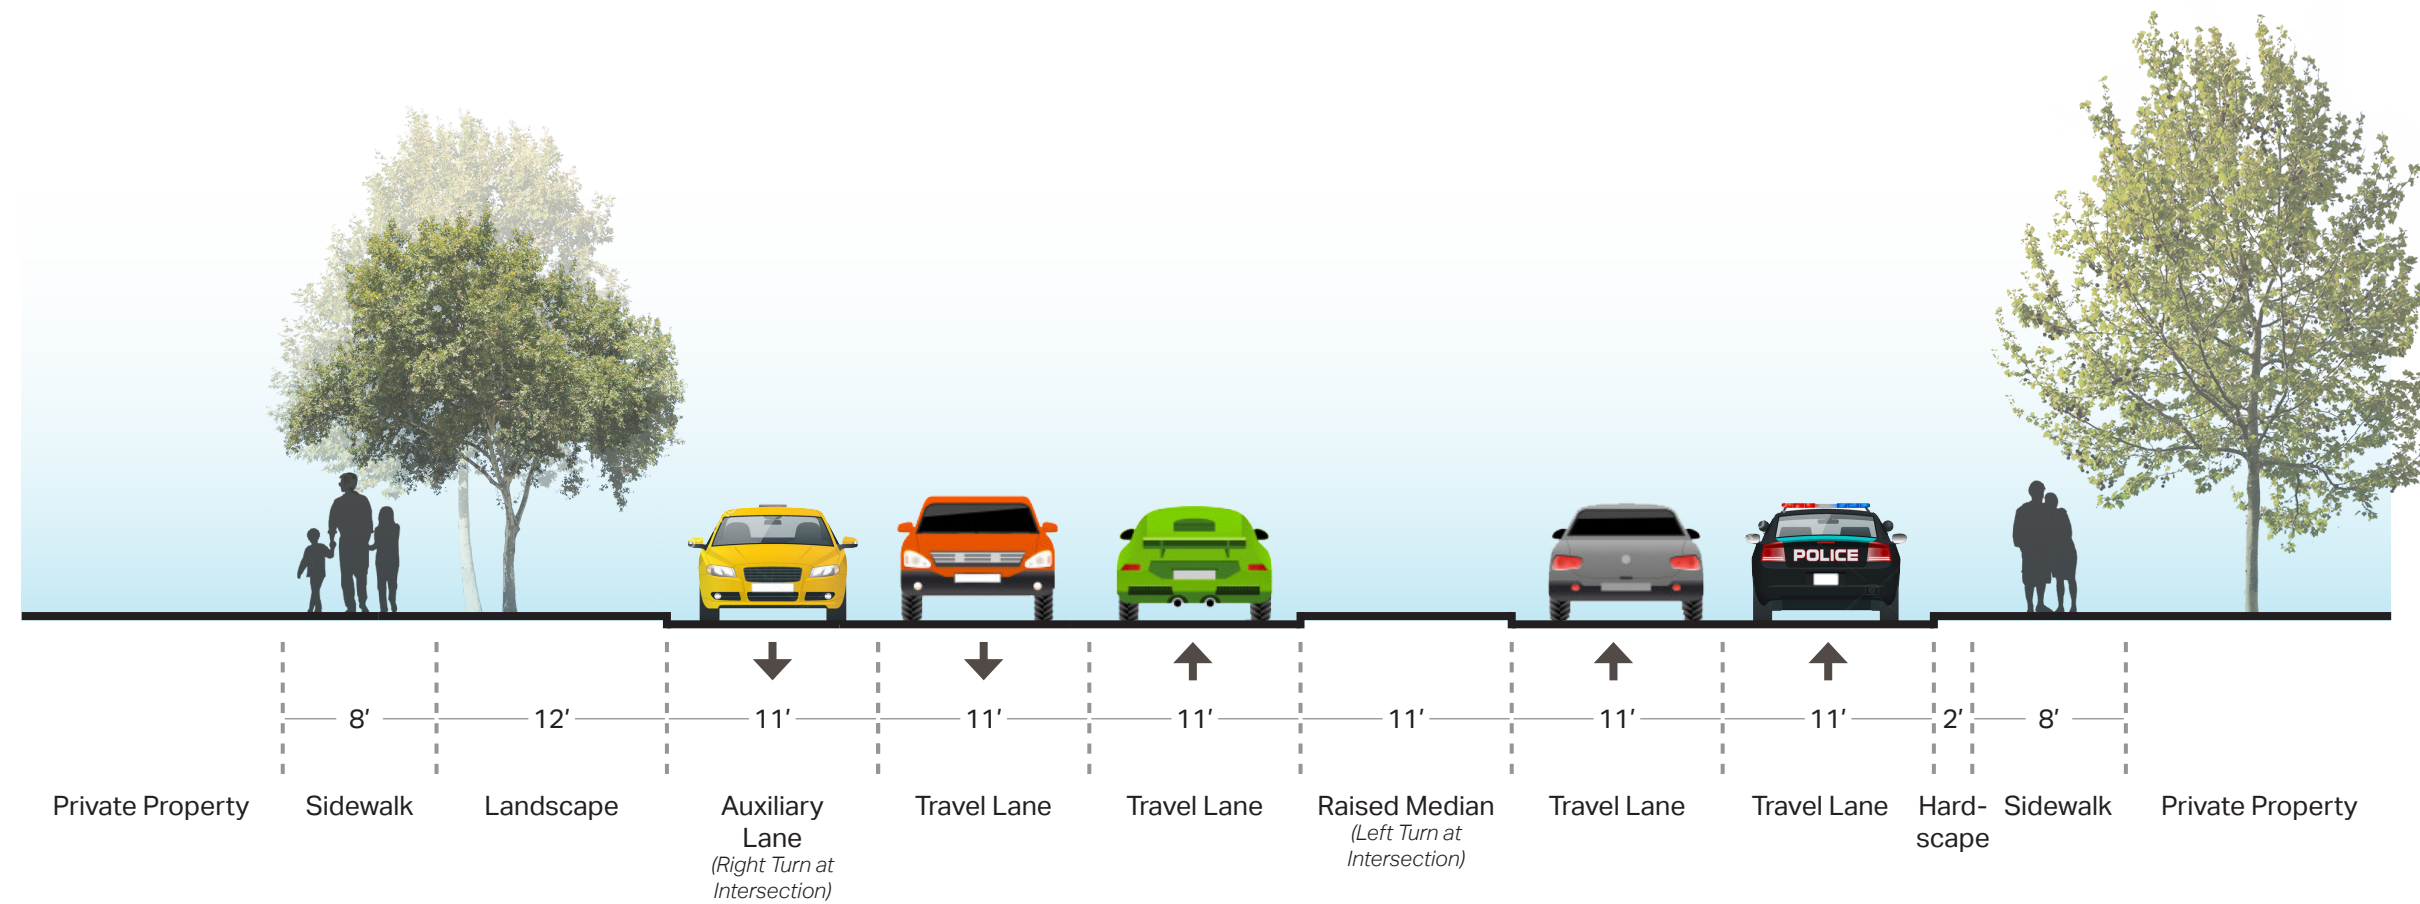 POLICE
8′
12′
11′
11′
11′
11′
11′
11′
2′
8′
Private Property
Sidewalk
Landscape
Auxiliary
Lane
(Right Turn at
Intersection)
Travel Lane
Travel Lane
Raised Median
(Left Turn at
Intersection)
Travel Lane
Travel Lane
Hard-
scape
Sidewalk
Private Property